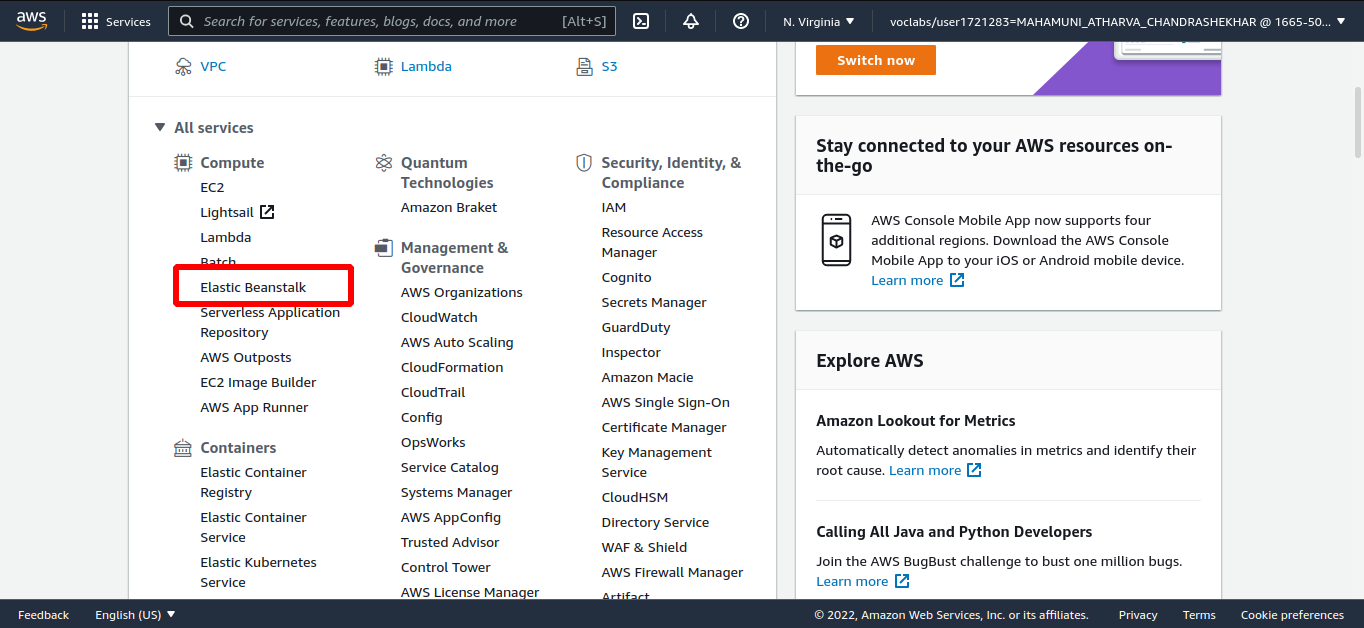 aws
Services
Search for services, features, blogs, docs, and more
[Alt+S]
N. Virginia
voclabs/user1721283=MAHAMUNI_ATHARVA_CHANDRASHEKHAR @ 1665-50...
VPC
Lambda
S3
All services
Compute
EC2
Lightsail
Lambda
Batch
Elastic Beanstalk
Serverless Application
Repository
AWS Outposts
EC2 Image Builder
AWS App Runner
Containers
Elastic Container
Registry
Elastic Container
Service
Elastic Kubernetes
Service
Quantum
Technologies
Amazon Braket
Management &
Governance
AWS Organizations
CloudWatch
AWS Auto Scaling
CloudFormation
CloudTrail
Config
OpsWorks
Service Catalog
Systems Manager
AWS AppConfig
Trusted Advisor
Control Tower
AWS License Manager
Security, Identity, &
Compliance
IAM
Resource Access
Manager
Cognito
Secrets Manager
GuardDuty
Inspector
Amazon Macie
AWS Single Sign-On
Certificate Manager
Key Management
Service
CloudHSM
Directory Service
WAF & Shield
AWS Firewall Manager
Artifact
Switch now
Stay connected to your AWS resources on-
the-go
AWS Console Mobile App now supports four
additional regions. Download the AWS Console
Mobile App to your iOS or Android mobile device.
Learn more
Explore AWS
Amazon Lookout for Metrics
Automatically detect anomalies in metrics and identify their
root cause. Learn more
Calling All Java and Python Developers
Join the AWS BugBust challenge to bust one million bugs.
Learn more
Feedback
English (US)
© 2022, Amazon Web Services, Inc. or its affiliates.
Privacy
Terms
Cookie preferences